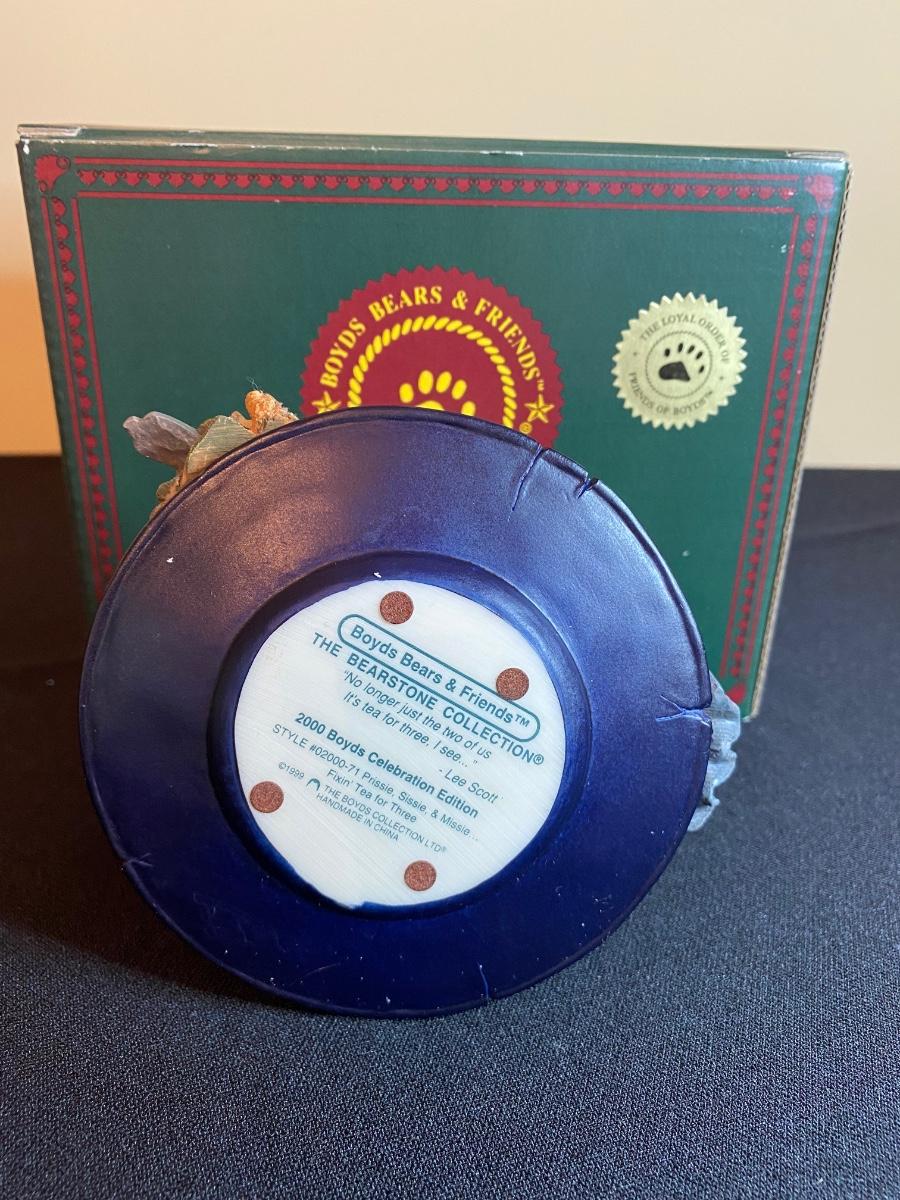 BOYDS BEARS & FRIENDS™
®
THE LOYAL ORDER OF
FRIENDS OF BOYDS™
Boyds Bears & Friends™
THE BEARSTONE COLLECTION®
"No longer just the two of us
It's tea for three, I see..."
- Lee Scott
2000 Boyds Celebration Edition
STYLE #02000-71 Prissie, Sissie, & Missie...
Fixin' Tea for Three
©1999 THE BOYDS COLLECTION LTD®
HANDMADE IN CHINA